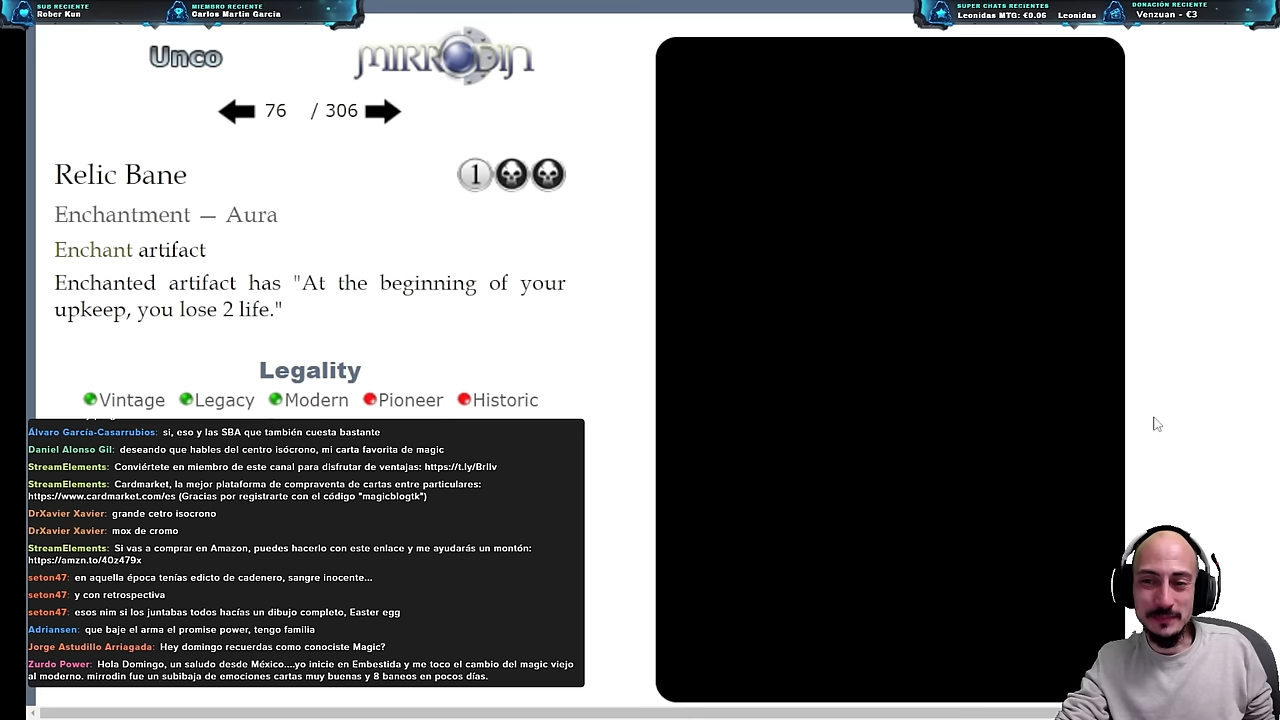 SUB RECIENTE
Rober Kun
MIEMBRO RECIENTE
Carlos Martin Garcia
SUPER CHATS RECIENTES
Leonidas MTG: €0.06 Leonidas
DONACIÓN RECIENTE
Venzuan - €3
Unco
MIRRODIN
76 / 306
Relic Bane
1
Enchantment — Aura
Enchant artifact
Enchanted artifact has "At the beginning of your
upkeep, you lose 2 life."
Legality
Vintage Legacy Modern Pioneer Historic
Álvaro García-Casarrubios: si, eso y las SBA que también cuesta bastante
Daniel Alonso Gil: deseando que hables del centro isócrono, mi carta favorita de magic
StreamElements: Conviértete en miembro de este canal para disfrutar de ventajas: https://t.ly/BrIlv
StreamElements: Cardmarket, la mejor plataforma de compraventa de cartas entre particulares:
https://www.cardmarket.com/es (Gracias por registrarte con el código "magicblogtk")
DrXavier Xavier: grande cetro isocrono
DrXavier Xavier: mox de cromo
StreamElements: Si vas a comprar en Amazon, puedes hacerlo con este enlace y me ayudarás un montón:
https://amzn.to/40z479x
seton47: en aquella época tenías edicto de cadenero, sangre inocente...
seton47: y con retrospectiva
seton47: esos nim si los juntabas todos hacías un dibujo completo, Easter egg
Adriansen: que baje el arma el promise power, tengo familia
Jorge Astudillo Arriagada: Hey domingo recuerdas como conociste Magic?
Zurdo Power: Hola Domingo, un saludo desde México....yo inicie en Embestida y me toco el cambio del magic viejo
al moderno. mirrodin fue un subibaja de emociones cartas muy buenas y 8 baneos en pocos días.